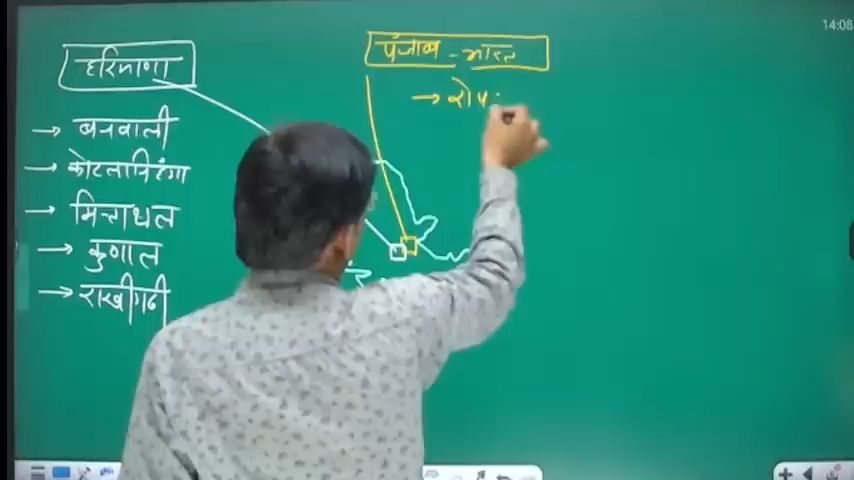 14:08
हरियाणा
→ बनवाली
→ कोटलानिहंगा
→ मित्ताथल
→ कुणाल
→ राखीगढी
पंजाब - भारत
→ रोप